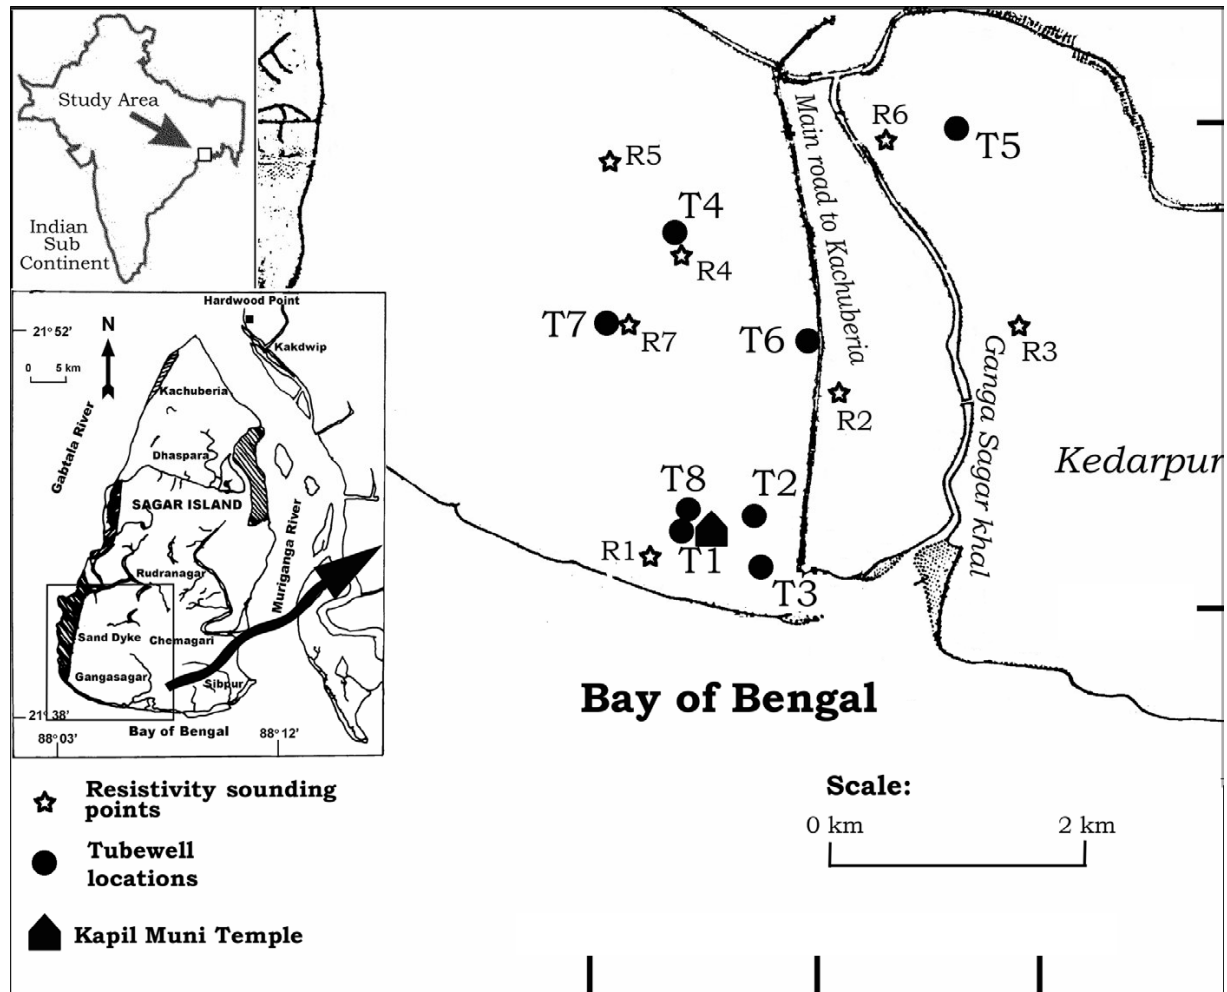 Study Area
Indian
Sub
Continent
Hardwood Point
21°52'
N
Kakdwip
0 5 km
Kachuberia
Gabtala River
Dhaspara
SAGAR ISLAND
Muriganga River
Rudranagar
Sand Dyke
Chemagari
Gangasagar
Sibpur
21°38'
Bay of Bengal
88°03'
88°12'
R6
T5
R5
Main road to Kachuberia
T4
R4
T7
R7
T6
R3
R2
Ganga Sagar khal
Kedarpur
T8
T2
R1
T1
T3
Bay of Bengal
Scale:
0 km
2 km
Resistivity sounding
points
Tubewell
locations
Kapil Muni Temple